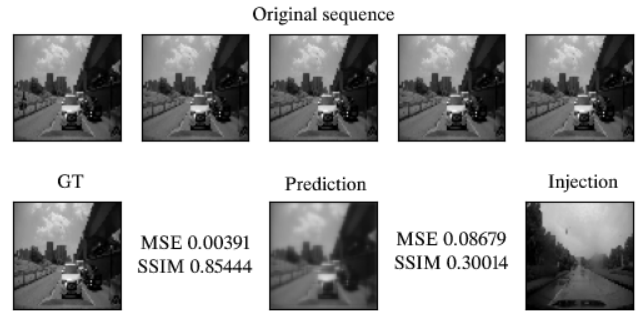 Original sequence
GT
Prediction
Injection
MSE 0.00391
SSIM 0.85444
MSE 0.08679
SSIM 0.30014